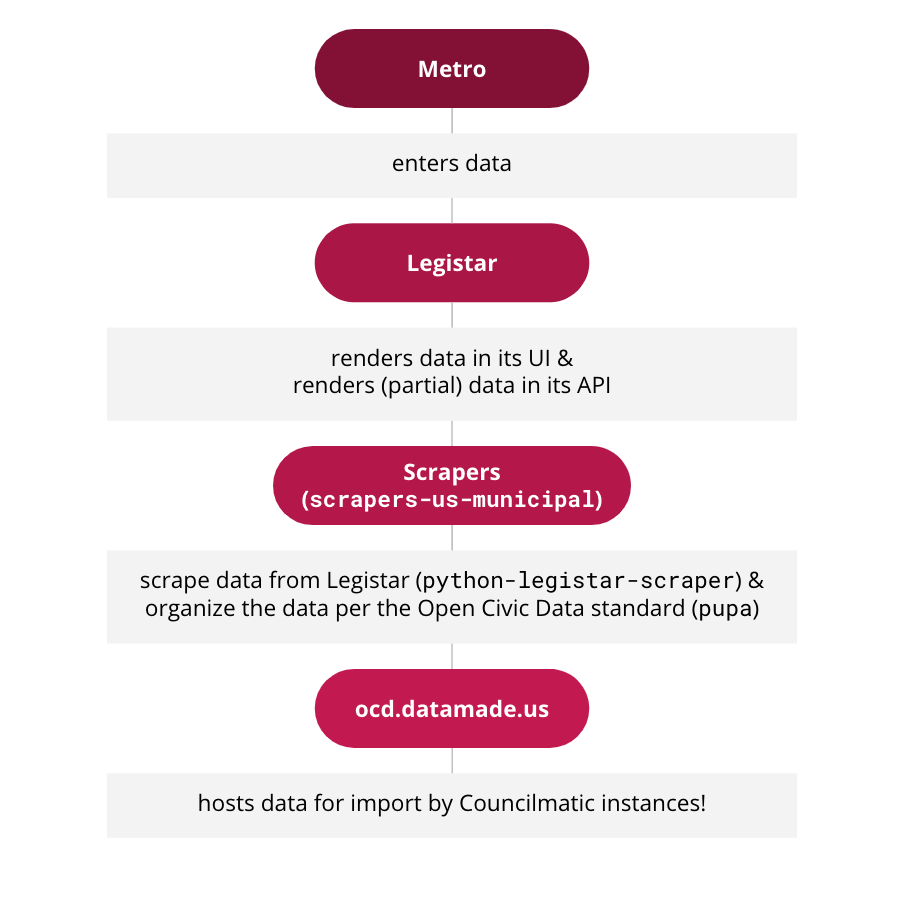 Metro
enters data
Legistar
renders data in its UI &
renders (partial) data in its API
Scrapers
(scrapers-us-municipal)
scrape data from Legistar (python-legistar-scraper) &
organize the data per the Open Civic Data standard (pupa)
ocd.datamade.us
hosts data for import by Councilmatic instances!